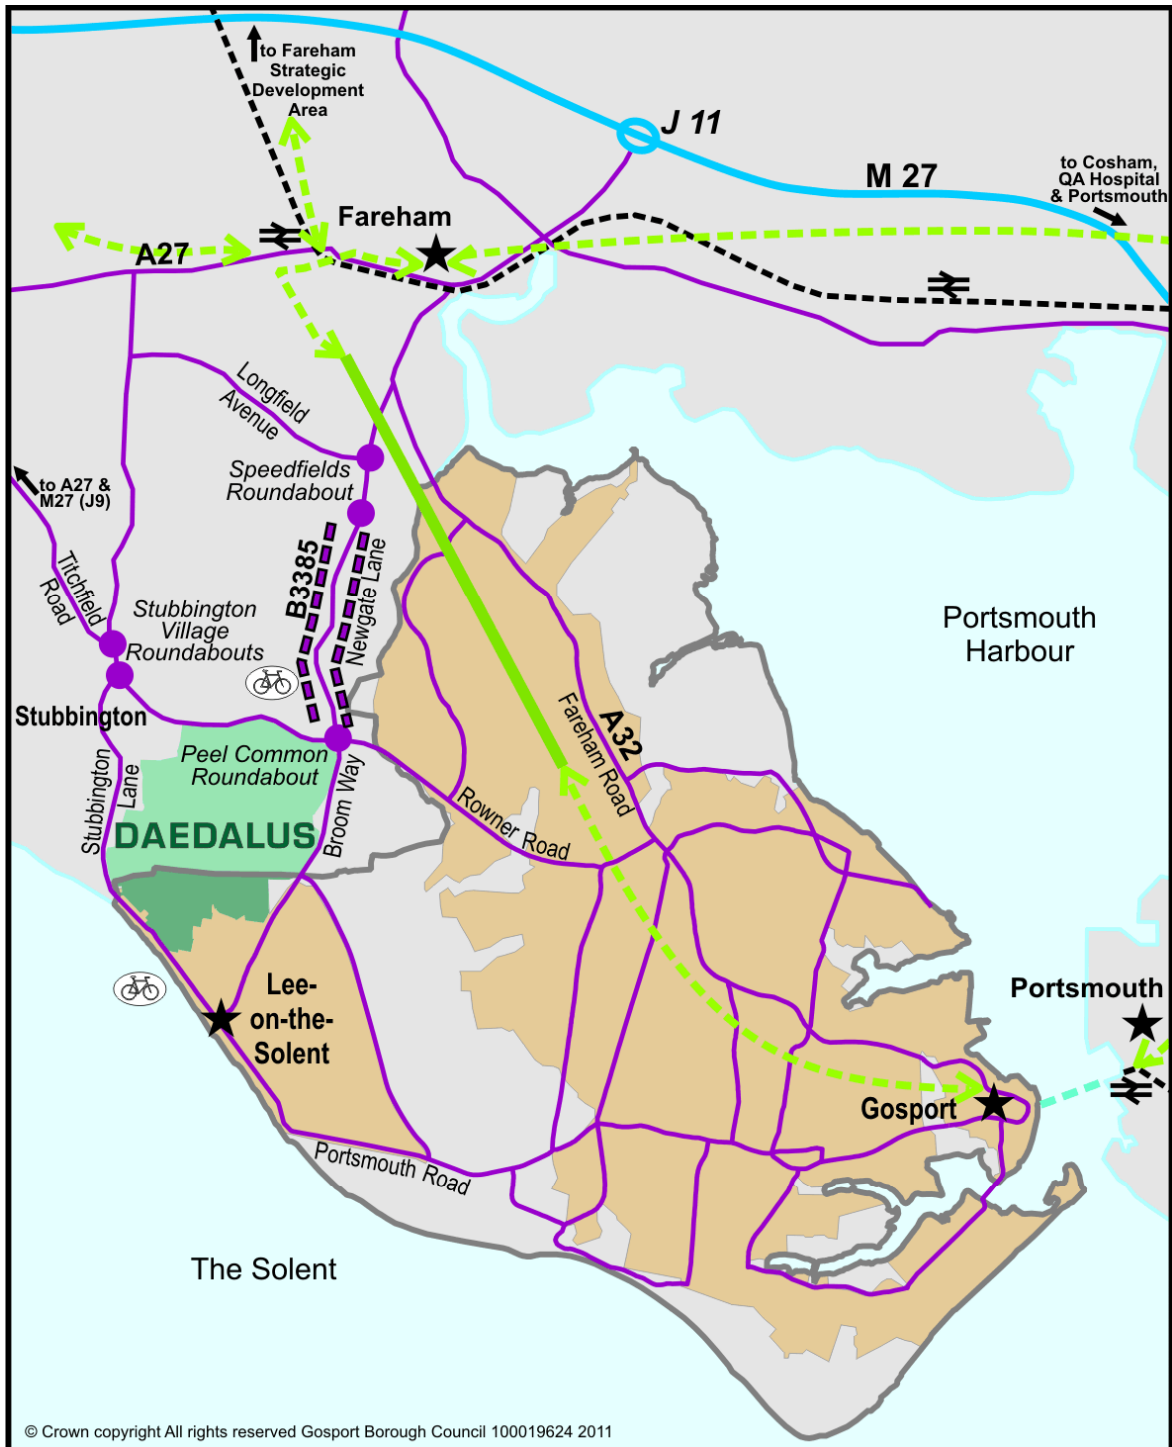 to Fareham
Strategic
Development
Area
J 11
M 27
to Cosham,
QA Hospital
& Portsmouth
Fareham
A27
Longfield
Avenue
Speedfields
Roundabout
to A27 &
M27 (J9)
B3385
Newgate Lane
Titchfield
Road
Stubbington
Village
Roundabouts
Portsmouth
Harbour
Stubbington
Peel Common
Roundabout
Stubbington
Lane
DAEDALUS
Broom Way
Fareham Road
A32
Rowner Road
Lee-
on-the-
Solent
Portsmouth
Gosport
Portsmouth Road
The Solent
© Crown copyright All rights reserved Gosport Borough Council 100019624 2011